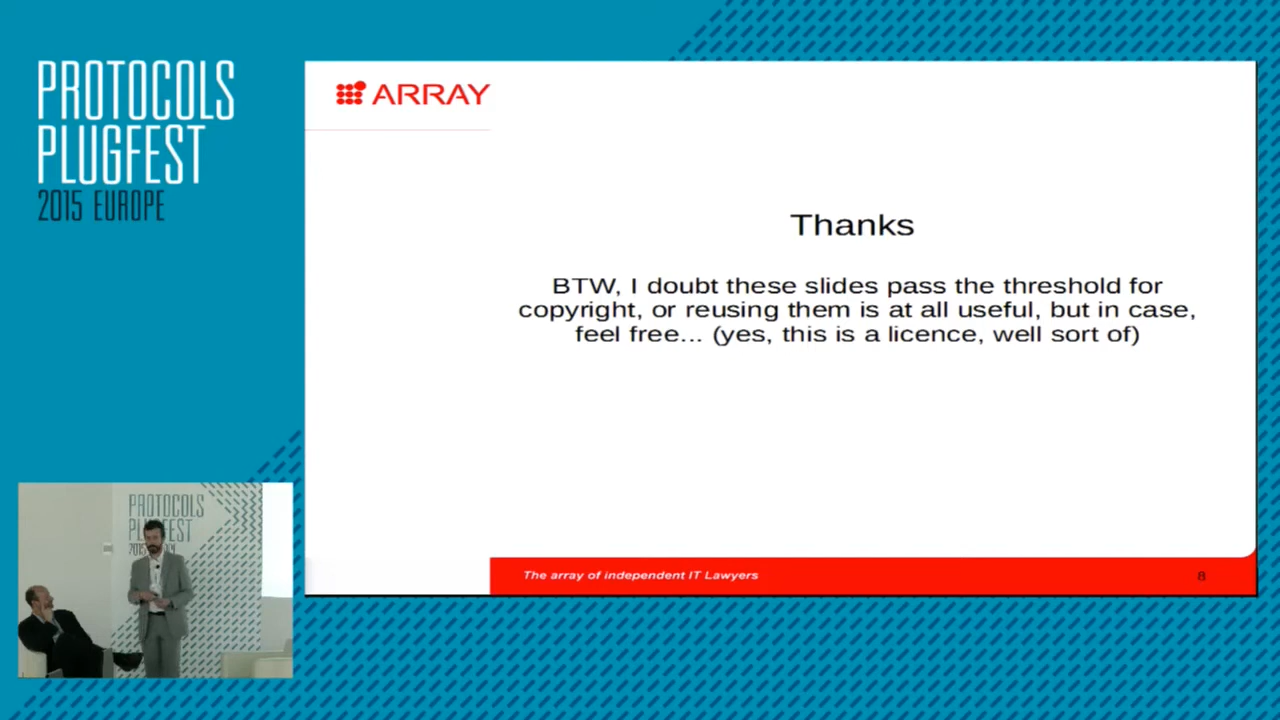 PROTOCOLS
PLUGFEST
2015 EUROPE
ARRAY
Thanks
BTW, I doubt these slides pass the threshold for
copyright, or reusing them is at all useful, but in case,
feel free... (yes, this is a licence, well sort of)
The array of independent IT Lawyers
8
PROTOCOLS